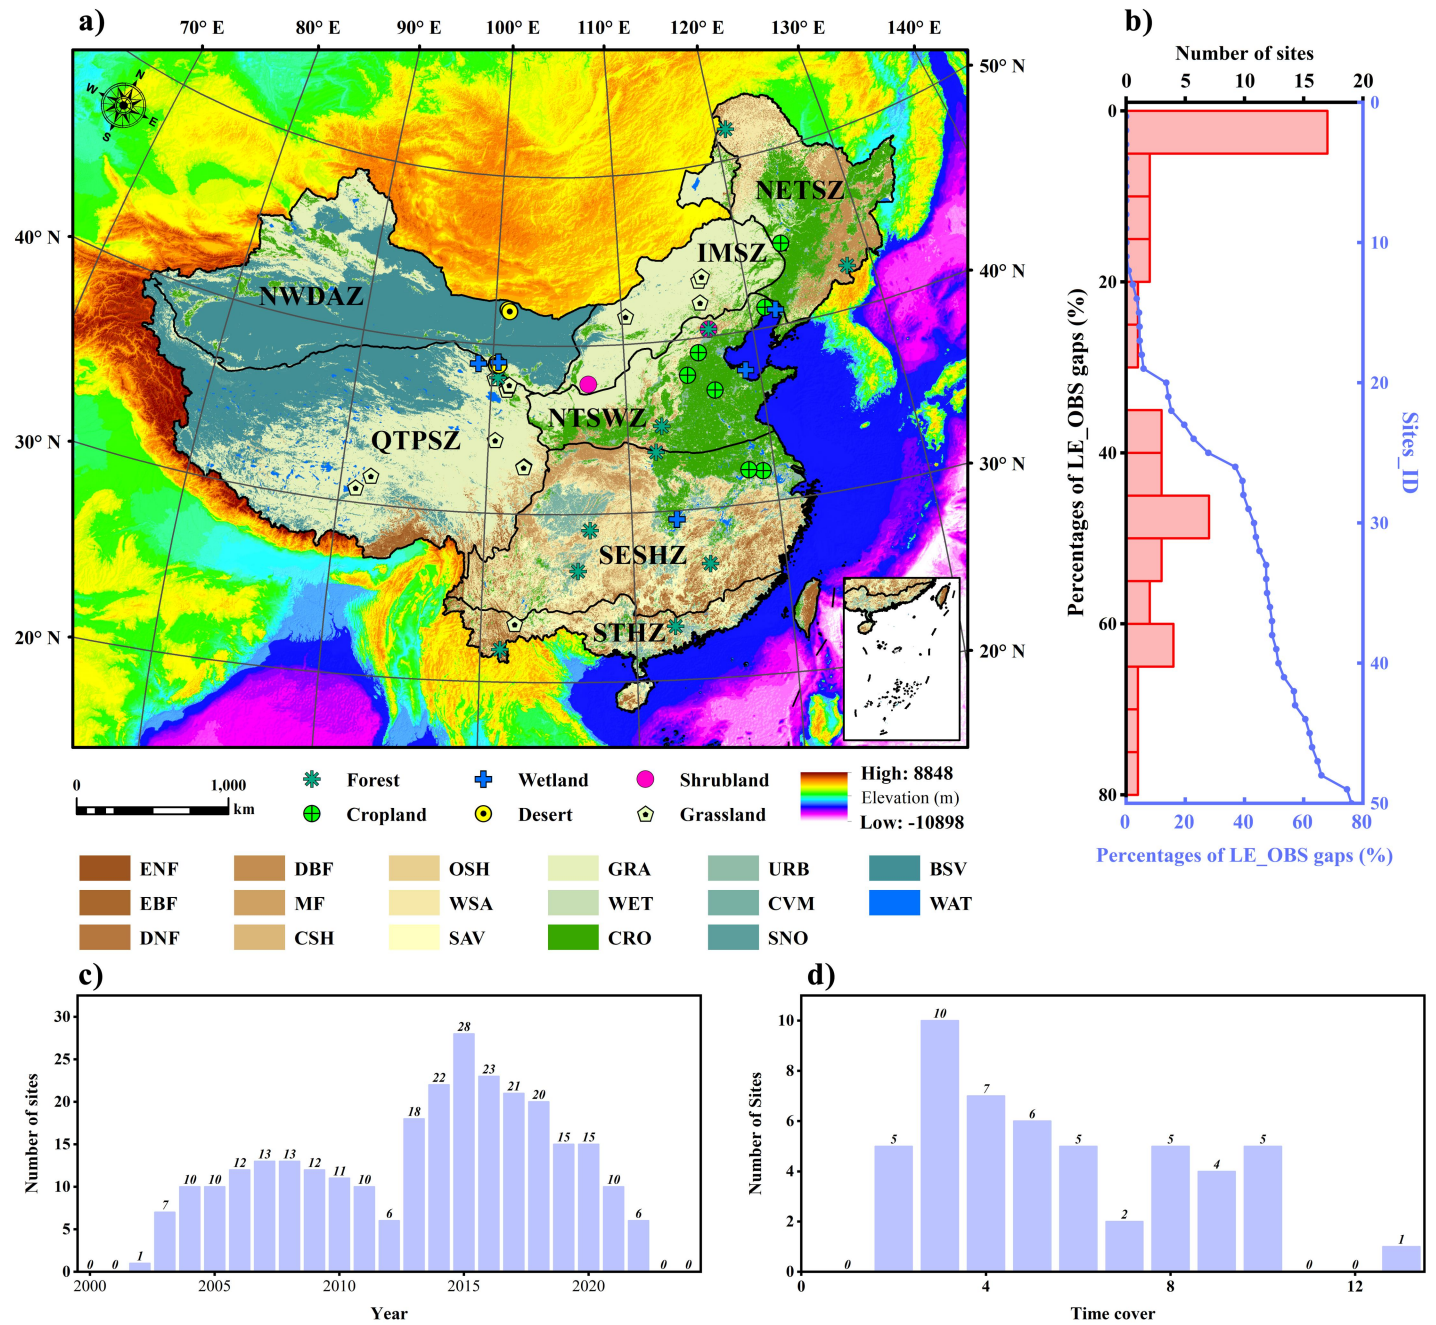 a)
70° E 80° E 90° E 100° E 110° E 120° E 130° E 140° E
50° N
40° N
40° N
30° N
30° N
20° N
20° N
N
W
E
S
NETSZ
IMSZ
NWDAZ
NTSWZ
QTPSZ
SESHZ
STHZ
0 1,000
km
Forest Wetland Shrubland
Cropland Desert Grassland
High: 8848
Elevation (m)
Low: -10898
ENF DBF OSH GRA URB BSV
EBF MF WSA WET CVM WAT
DNF CSH SAV CRO SNO
b)
Number of sites
0 5 10 15 20
Percentages of LE_OBS gaps (%)
0
20
40
60
80
Sites_ID
0
10
20
30
40
50
0 20 40 60 80
Percentages of LE_OBS gaps (%)
c)
Number of sites
30
25
20
15
10
5
0
0 0 1 7 10 10 12 13 13 12 11 10 6 18 22 28 23 21 20 15 15 10 6 0 0
2000 2005 2010 2015 2020
Year
d)
Number of Sites
10
8
6
4
2
0
0 5 10 7 6 5 2 5 4 5 0 0 1
0 4 8 12
Time cover